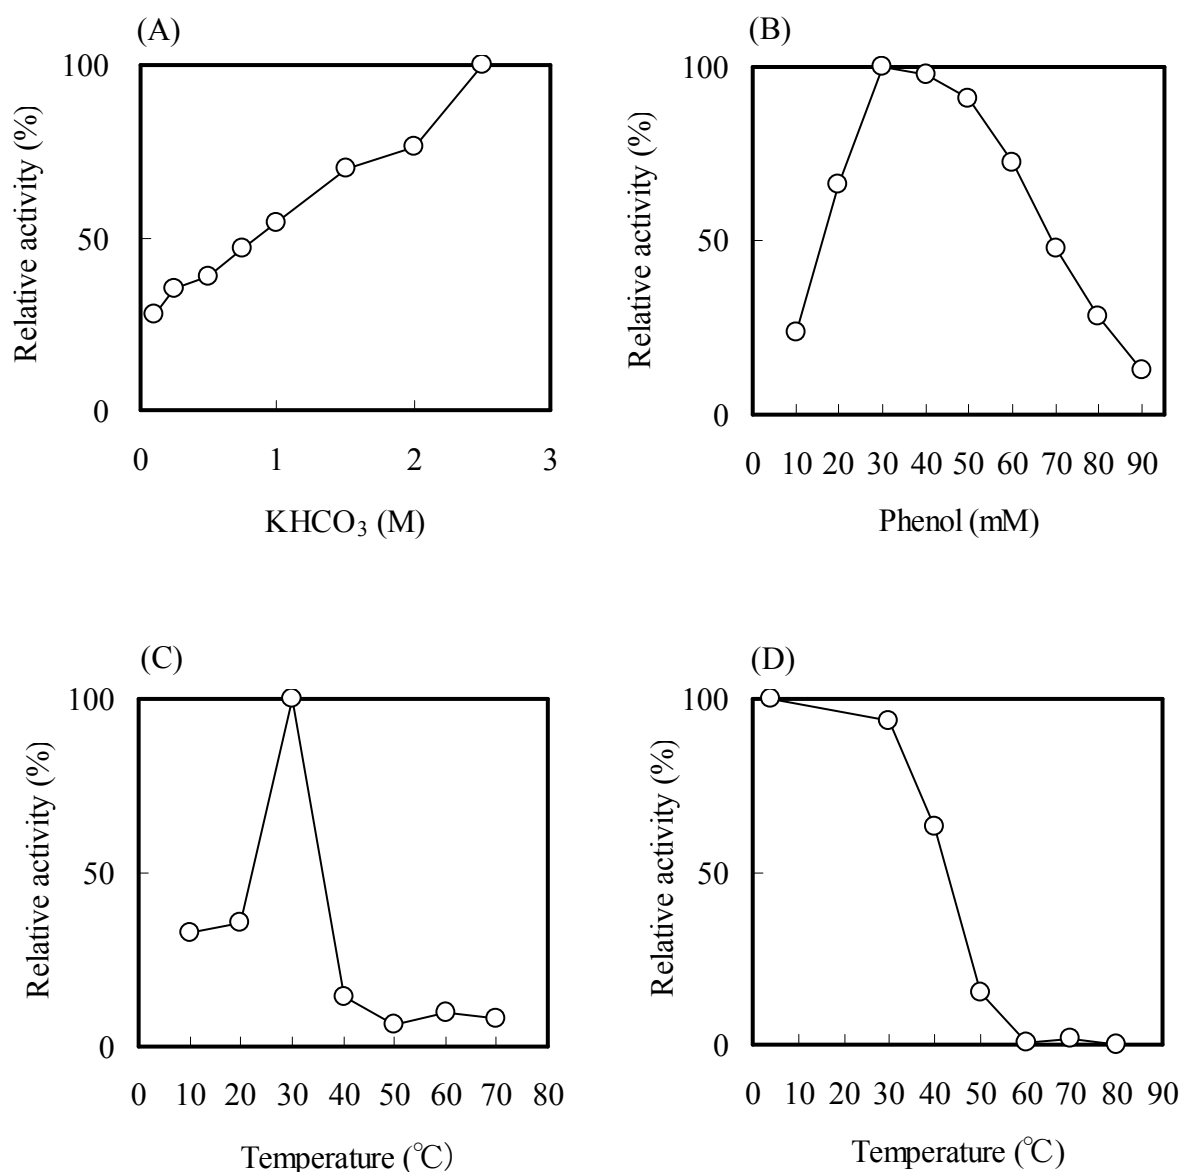 (A)
Relative activity (%)
100
50
0
0 1 2 3
KHCO₃ (M)
(B)
Relative activity (%)
100
50
0
0 10 20 30 40 50 60 70 80 90
Phenol (mM)
(C)
Relative activity (%)
100
50
0
0 10 20 30 40 50 60 70 80
Temperature (℃)
(D)
Relative activity (%)
100
50
0
0 10 20 30 40 50 60 70 80 90
Temperature (℃)